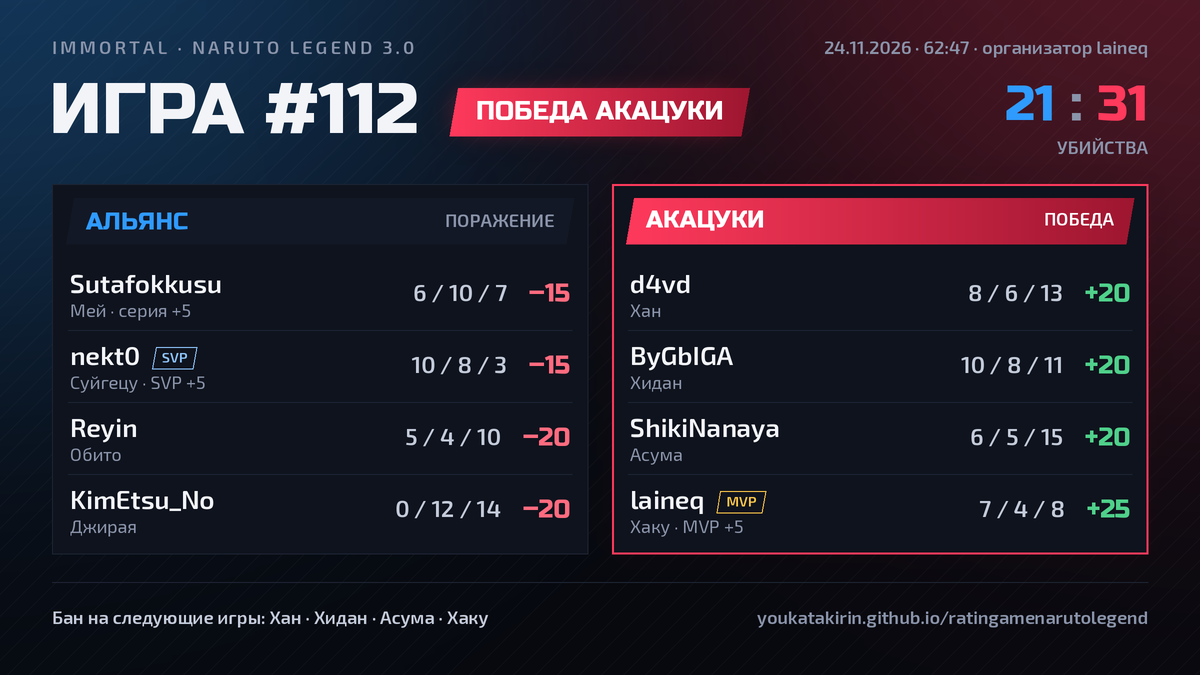 IMMORTAL · NARUTO LEGEND 3.0
24.11.2026 · 62:47 · организатор laineq
ИГРА #112
ПОБЕДА АКАЦУКИ
21 : 31
УБИЙСТВА
АЛЬЯНС ПОРАЖЕНИЕ
Sutafokkusu 6 / 10 / 7 −15
Мей · серия +5
nekt0 SVP 10 / 8 / 3 −15
Суйгецу · SVP +5
Reyin 5 / 4 / 10 −20
Обито
KimEtsu_No 0 / 12 / 14 −20
Джирая
АКАЦУКИ ПОБЕДА
d4vd 8 / 6 / 13 +20
Хан
ByGbIGA 10 / 8 / 11 +20
Хидан
ShikiNanaya 6 / 5 / 15 +20
Асума
laineq MVP 7 / 4 / 8 +25
Хаку · MVP +5
Бан на следующие игры: Хан · Хидан · Асума · Хаку
youkatakirin.github.io/ratingamenarutolegend